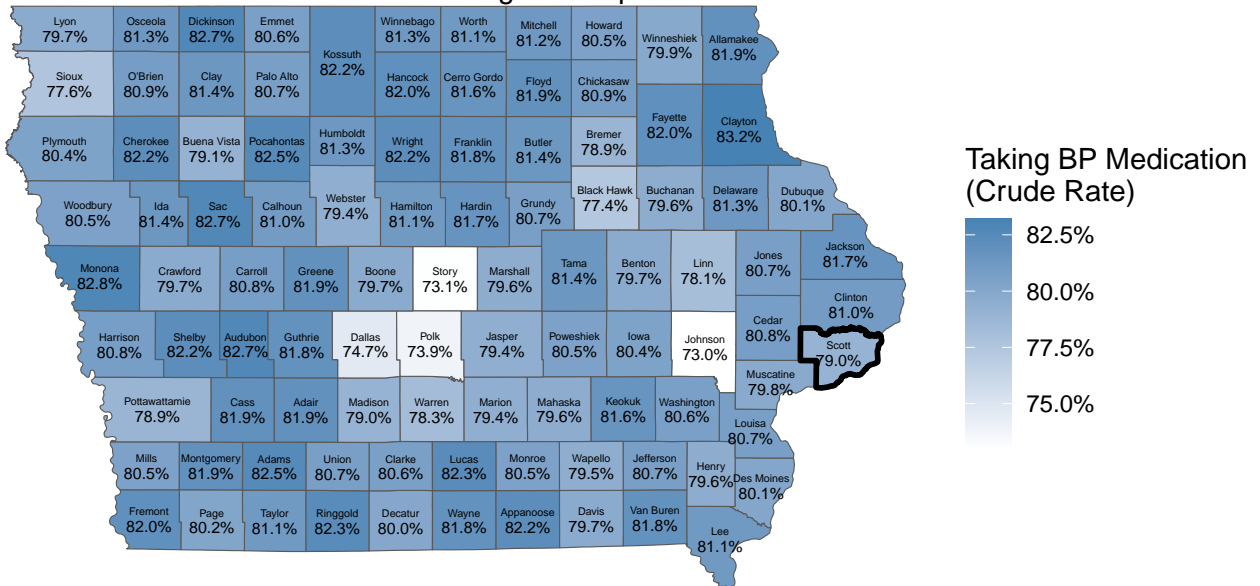 Lyon
79.7%
Osceola
81.3%
Dickinson
82.7%
Emmet
80.6%
Kossuth
82.2%
Winnebago
81.3%
Worth
81.1%
Mitchell
81.2%
Howard
80.5%
Winneshiek
79.9%
Allamakee
81.9%
Sioux
77.6%
O'Brien
80.9%
Clay
81.4%
Palo Alto
80.7%
Hancock
82.0%
Cerro Gordo
81.6%
Floyd
81.9%
Chickasaw
80.9%
Fayette
82.0%
Clayton
83.2%
Plymouth
80.4%
Cherokee
82.2%
Buena Vista
79.1%
Pocahontas
82.5%
Humboldt
81.3%
Wright
82.2%
Franklin
81.8%
Butler
81.4%
Bremer
78.9%
Woodbury
80.5%
Ida
81.4%
Sac
82.7%
Calhoun
81.0%
Webster
79.4%
Hamilton
81.1%
Hardin
81.7%
Grundy
80.7%
Black Hawk
77.4%
Buchanan
79.6%
Delaware
81.3%
Dubuque
80.1%
Monona
82.8%
Crawford
79.7%
Carroll
80.8%
Greene
81.9%
Boone
79.7%
Story
73.1%
Marshall
79.6%
Tama
81.4%
Benton
79.7%
Linn
78.1%
Jones
80.7%
Jackson
81.7%
Clinton
81.0%
Harrison
80.8%
Shelby
82.2%
Audubon
82.7%
Guthrie
81.8%
Dallas
74.7%
Polk
73.9%
Jasper
79.4%
Poweshiek
80.5%
Iowa
80.4%
Johnson
73.0%
Cedar
80.8%
Scott
79.0%
Muscatine
79.8%
Pottawattamie
78.9%
Cass
81.9%
Adair
81.9%
Madison
79.0%
Warren
78.3%
Marion
79.4%
Mahaska
79.6%
Keokuk
81.6%
Washington
80.6%
Louisa
80.7%
Mills
80.5%
Montgomery
81.9%
Adams
82.5%
Union
80.7%
Clarke
80.6%
Lucas
82.3%
Monroe
80.5%
Wapello
79.5%
Jefferson
80.7%
Henry
79.6%
Des Moines
80.1%
Fremont
82.0%
Page
80.2%
Taylor
81.1%
Ringgold
82.3%
Decatur
80.0%
Wayne
81.8%
Appanoose
82.2%
Davis
79.7%
Van Buren
81.8%
Lee
81.1%
Taking BP Medication
(Crude Rate)
82.5%
80.0%
77.5%
75.0%